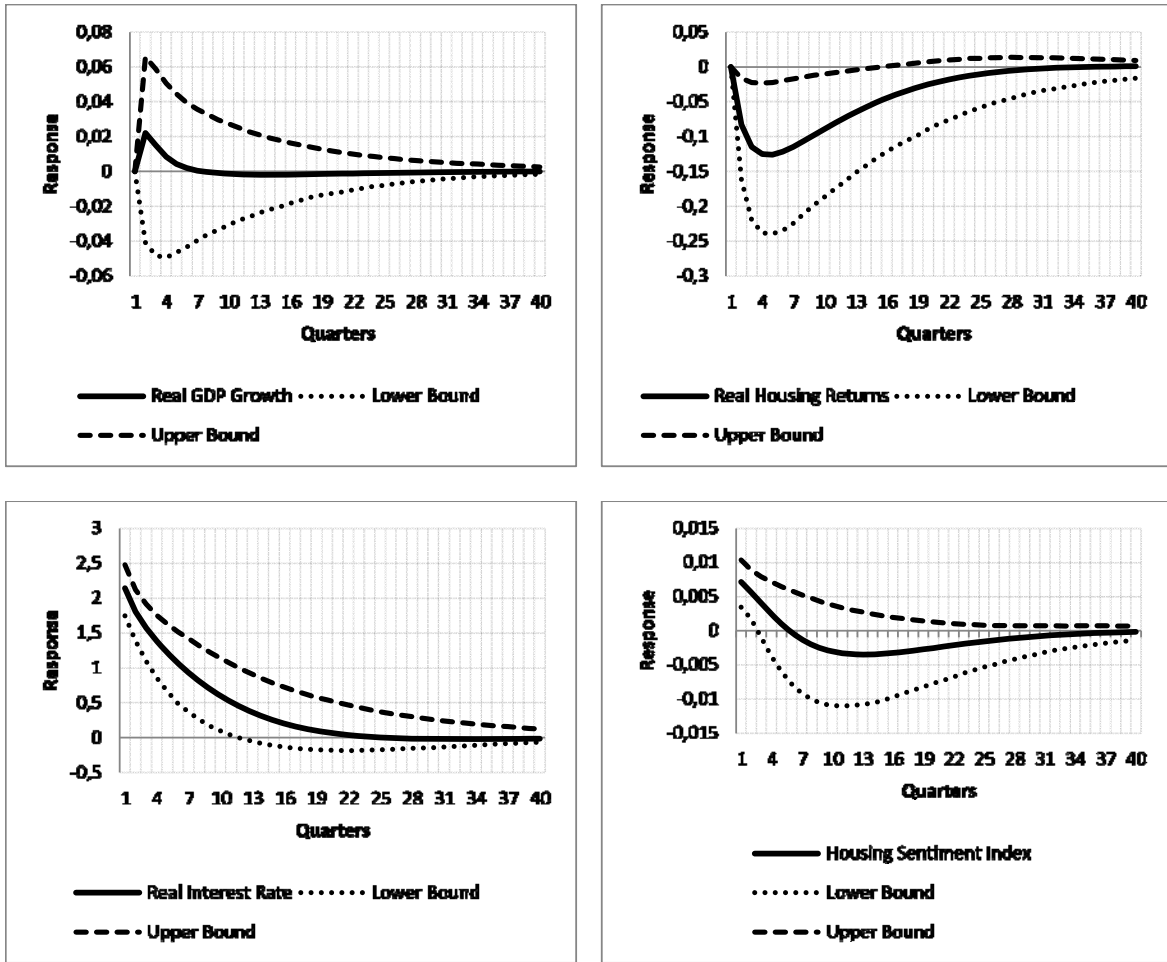 0,08
0,06
0,04
0,02
0
-0,02
-0,04
-0,06
Response
1 4 7 10 13 16 19 22 25 28 31 34 37 40
Quarters
Real GDP Growth Lower Bound
Upper Bound
0,05
0
-0,05
-0,1
-0,15
-0,2
-0,25
-0,3
Response
1 4 7 10 13 16 19 22 25 28 31 34 37 40
Quarters
Real Housing Returns Lower Bound
Upper Bound
3
2,5
2
1,5
1
0,5
0
-0,5
Response
1 4 7 10 13 16 19 22 25 28 31 34 37 40
Quarters
Real Interest Rate Lower Bound
Upper Bound
0,015
0,01
0,005
0
-0,005
-0,01
-0,015
Response
1 4 7 10 13 16 19 22 25 28 31 34 37 40
Quarters
Housing Sentiment Index
Lower Bound
Upper Bound